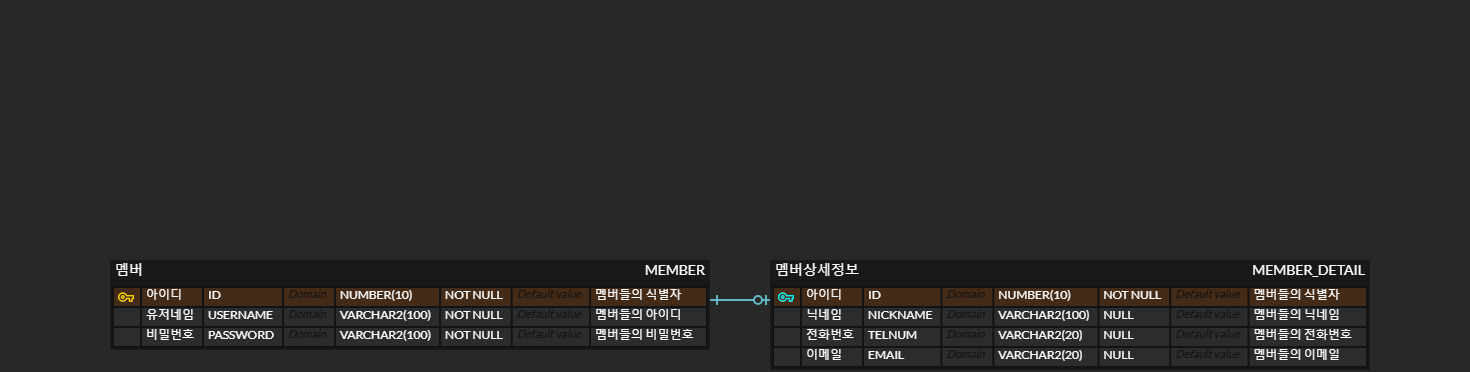 멤버 MEMBER
아이디 ID Domain NUMBER(10) NOT NULL Default value 멤버들의 식별자
유저네임 USERNAME Domain VARCHAR2(100) NOT NULL Default value 멤버들의 아이디
비밀번호 PASSWORD Domain VARCHAR2(100) NOT NULL Default value 멤버들의 비밀번호
멤버상세정보 MEMBER_DETAIL
아이디 ID Domain NUMBER(10) NOT NULL Default value 멤버들의 식별자
닉네임 NICKNAME Domain VARCHAR2(100) NULL Default value 멤버들의 닉네임
전화번호 TELNUM Domain VARCHAR2(20) NULL Default value 멤버들의 전화번호
이메일 EMAIL Domain VARCHAR2(20) NULL Default value 멤버들의 이메일